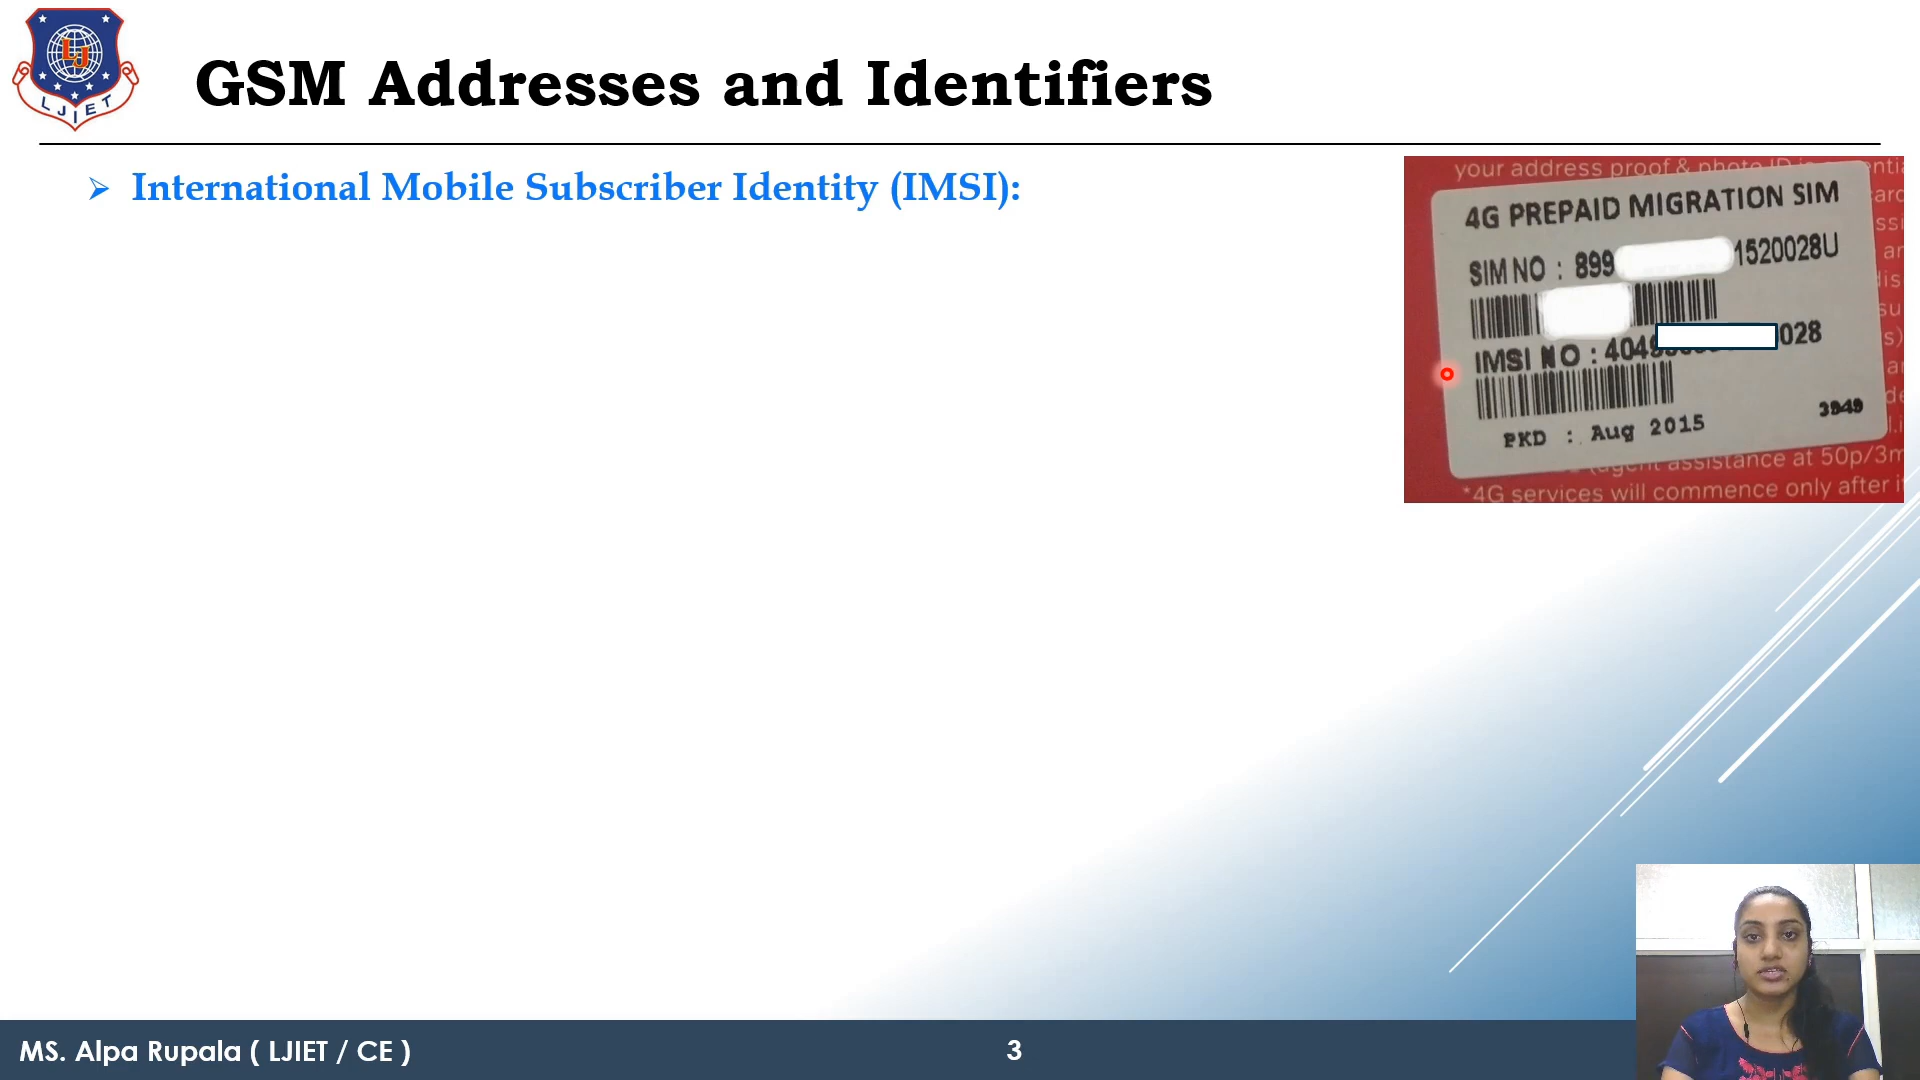 LJ
LJIET
GSM Addresses and Identifiers
International Mobile Subscriber Identity (IMSI):
your address proof & photo ID
4G PREPAID MIGRATION SIM
SIM NO : 899 1520028U
IMSI NO : 4049 028
3949
PKD : Aug 2015
assistance at 50p/3m
*4G services will commence only after
MS. Alpa Rupala ( LJIET / CE )
3